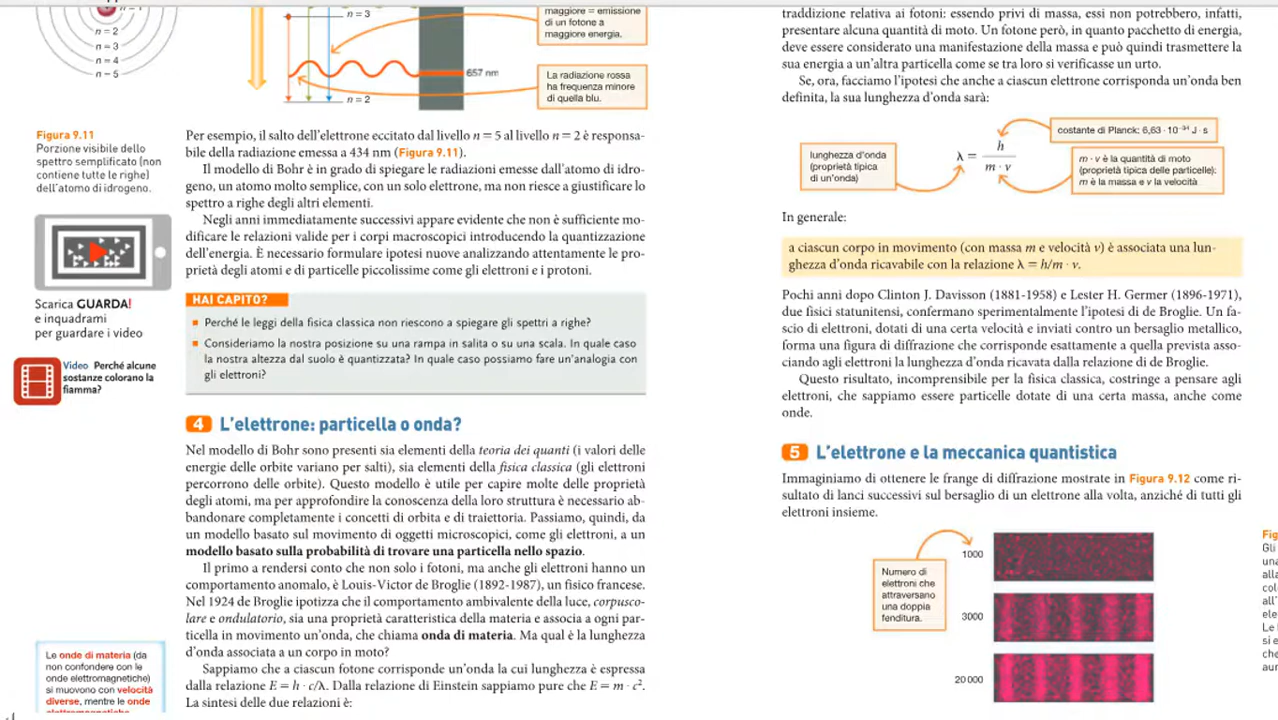 n = 2
n = 3
n = 4
n = 5
n = 3
maggiore = emissione
di un fotone a
maggiore energia.
657 nm
La radiazione rossa
ha frequenza minore
di quella blu.
n = 2
Figura 9.11
Porzione visibile dello
spettro semplificato (non
contiene tutte le righe)
dell'atomo di idrogeno.
Scarica GUARDA!
e inquadrami
per guardare i video
Video Perché alcune
sostanze colorano la
fiamma?
Per esempio, il salto dell'elettrone eccitato dal livello n = 5 al livello n = 2 è responsa-
bile della radiazione emessa a 434 nm (Figura 9.11).
Il modello di Bohr è in grado di spiegare le radiazioni emesse dall'atomo di idro-
geno, un atomo molto semplice, con un solo elettrone, ma non riesce a giustificare lo
spettro a righe degli altri elementi.
Negli anni immediatamente successivi appare evidente che non è sufficiente mo-
dificare le relazioni valide per i corpi macroscopici introducendo la quantizzazione
dell'energia. È necessario formulare ipotesi nuove analizzando attentamente le pro-
prietà degli atomi e di particelle piccolissime come gli elettroni e i protoni.
HAI CAPITO?
Perché le leggi della fisica classica non riescono a spiegare gli spettri a righe?
Consideriamo la nostra posizione su una rampa in salita o su una scala. In quale caso
la nostra altezza dal suolo è quantizzata? In quale caso possiamo fare un'analogia con
gli elettroni?
4 L'elettrone: particella o onda?
Nel modello di Bohr sono presenti sia elementi della teoria dei quanti (i valori delle
energie delle orbite variano per salti), sia elementi della fisica classica (gli elettroni
percorrono delle orbite). Questo modello è utile per capire molte delle proprietà
degli atomi, ma per approfondire la conoscenza della loro struttura è necessario ab-
bandonare completamente i concetti di orbita e di traiettoria. Passiamo, quindi, da
un modello basato sul movimento di oggetti microscopici, come gli elettroni, a un
modello basato sulla probabilità di trovare una particella nello spazio.
Il primo a rendersi conto che non solo i fotoni, ma anche gli elettroni hanno un
comportamento anomalo, è Louis-Victor de Broglie (1892-1987), un fisico francese.
Nel 1924 de Broglie ipotizza che il comportamento ambivalente della luce, corpusco-
lare e ondulatorio, sia una proprietà caratteristica della materia e associa a ogni par-
ticella in movimento un'onda, che chiama onda di materia. Ma qual è la lunghezza
d'onda associata a un corpo in moto?
Sappiamo che a ciascun fotone corrisponde un'onda la cui lunghezza è espressa
dalla relazione E = h · c/λ. Dalla relazione di Einstein sappiamo pure che E = m · c².
La sintesi delle due relazioni è:
Le onde di materia (da
non confondere con le
onde elettromagnetiche)
si muovono con velocità
diverse, mentre le onde
elettromagnetiche
traddizione relativa ai fotoni: essendo privi di massa, essi non potrebbero, infatti,
presentare alcuna quantità di moto. Un fotone però, in quanto pacchetto di energia,
deve essere considerato una manifestazione della massa e può quindi trasmettere la
sua energia a un'altra particella come se tra loro si verificasse un urto.
Se, ora, facciamo l'ipotesi che anche a ciascun elettrone corrisponda un'onda ben
definita, la sua lunghezza d'onda sarà:
lunghezza d'onda
(proprietà tipica
di un'onda)
λ = h / m · v
costante di Planck: 6,63 · 10⁻³⁴ J · s
m · v è la quantità di moto
(proprietà tipica delle particelle):
m è la massa e v la velocità
In generale:
a ciascun corpo in movimento (con massa m e velocità v) è associata una lun-
ghezza d'onda ricavabile con la relazione λ = h/m · v.
Pochi anni dopo Clinton J. Davisson (1881-1958) e Lester H. Germer (1896-1971),
due fisici statunitensi, confermano sperimentalmente l'ipotesi di de Broglie. Un fa-
scio di elettroni, dotati di una certa velocità e inviati contro un bersaglio metallico,
forma una figura di diffrazione che corrisponde esattamente a quella prevista asso-
ciando agli elettroni la lunghezza d'onda ricavata dalla relazione di de Broglie.
Questo risultato, incomprensibile per la fisica classica, costringe a pensare agli
elettroni, che sappiamo essere particelle dotate di una certa massa, anche come
onde.
5 L'elettrone e la meccanica quantistica
Immaginiamo di ottenere le frange di diffrazione mostrate in Figura 9.12 come ri-
sultato di lanci successivi sul bersaglio di un elettrone alla volta, anziché di tutti gli
elettroni insieme.
Numero di
elettroni che
attraversano
una doppia
fenditura.
1000
3000
20 000
Fig
Gli
una
alla
colo
all'
ele
Le
si e
che
aur